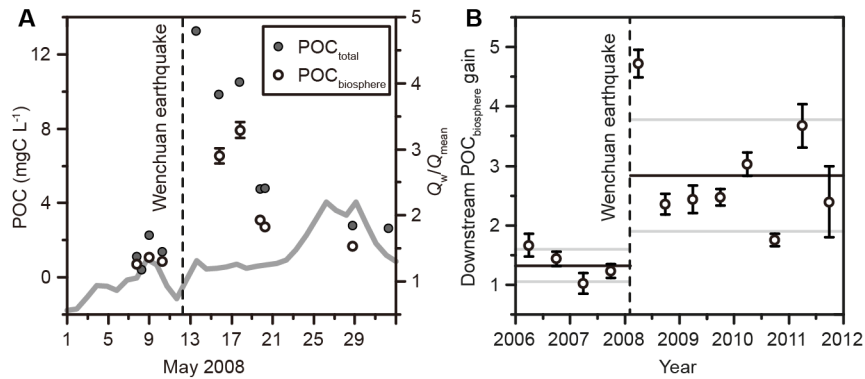 A
B
POC (mgC L⁻¹)
12
8
4
0
Wenchuan earthquake
POCtotal
POCbiosphere
5
4
3
2
1
Qw/Qmean
1 5 9 13 17 21 25 29
May 2008
Downstream POCbiosphere gain
5
4
3
2
1
Wenchuan earthquake
2006 2007 2008 2009 2010 2011 2012
Year